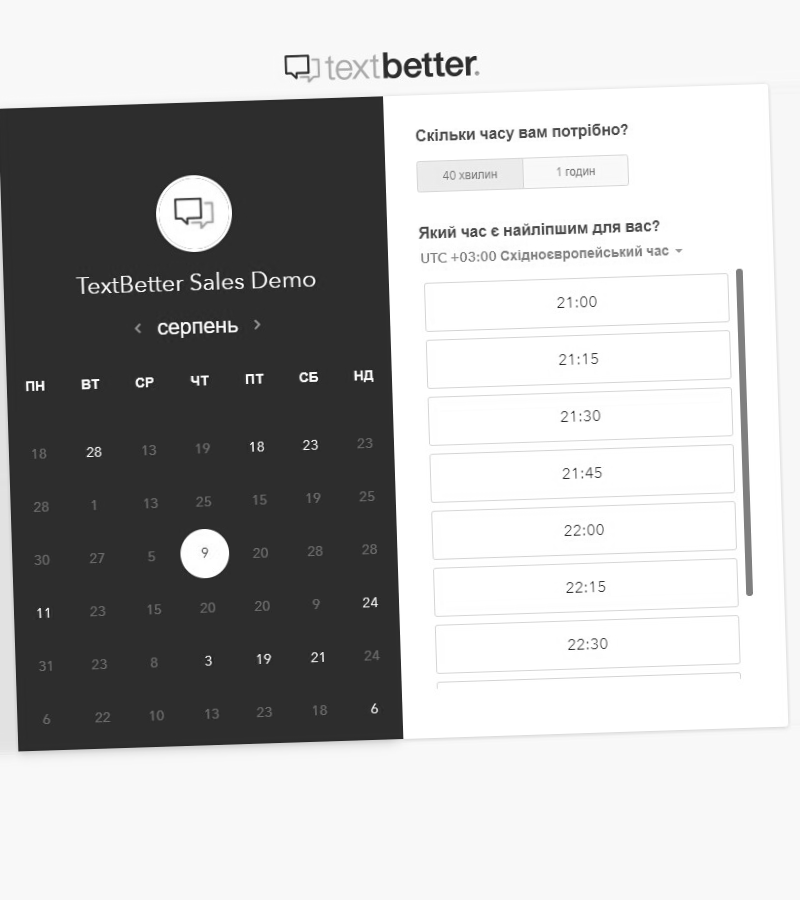 textbetter.
TextBetter Sales Demo
серпень
ПН ВТ СР ЧТ ПТ СБ НД
18 28 13 19 18 23 23
28 1 13 25 15 19 25
30 27 5 9 20 28 28
11 23 15 20 20 9 24
31 23 8 3 19 21 24
6 22 10 13 23 18 6
Скільки часу вам потрібно?
40 хвилин 1 годин
Який час є найліпшим для вас?
UTC +03:00 Східноєвропейський час
21:00
21:15
21:30
21:45
22:00
22:15
22:30